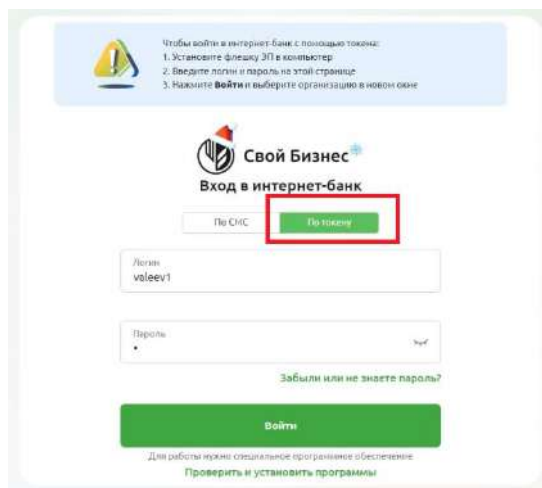 Чтобы войти в интернет-банк с помощью токена:
1. Установите флешку ЭП в компьютер
2. Введите логин и пароль на этой странице
3. Нажмите Войти и выберите организацию в новом окне
Свой Бизнес
Вход в интернет-банк
По СМС По токену
Логин
valeev1
Пароль
•
Забыли или не знаете пароль?
Войти
Для работы нужно специальное программное обеспечение
Проверить и установить программы